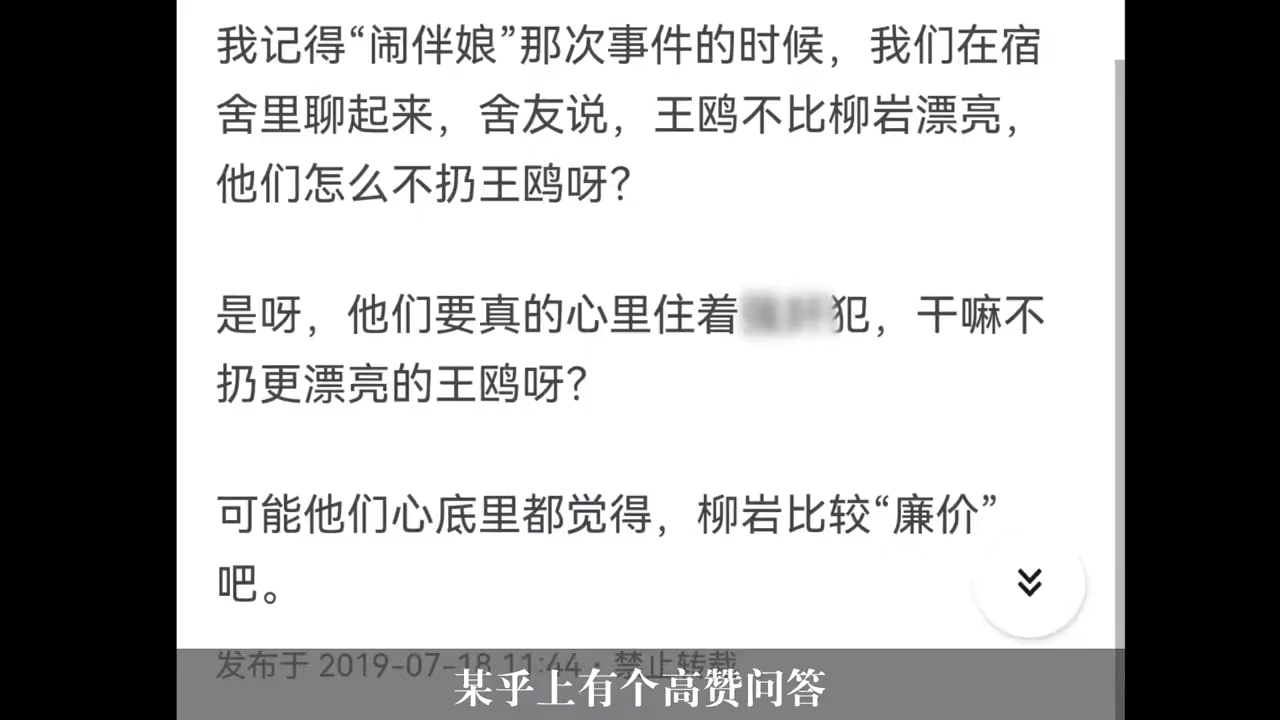 我记得“闹伴娘”那次事件的时候，我们在宿
舍里聊起来，舍友说，王鸥不比柳岩漂亮，
他们怎么不扔王鸥呀？
是呀，他们要真的心里住着犯，干嘛不
扔更漂亮的王鸥呀？
可能他们心底里都觉得，柳岩比较“廉价”
吧。
发布于 2019-07-18 11:44 · 禁止转载
某乎上有个高赞问答